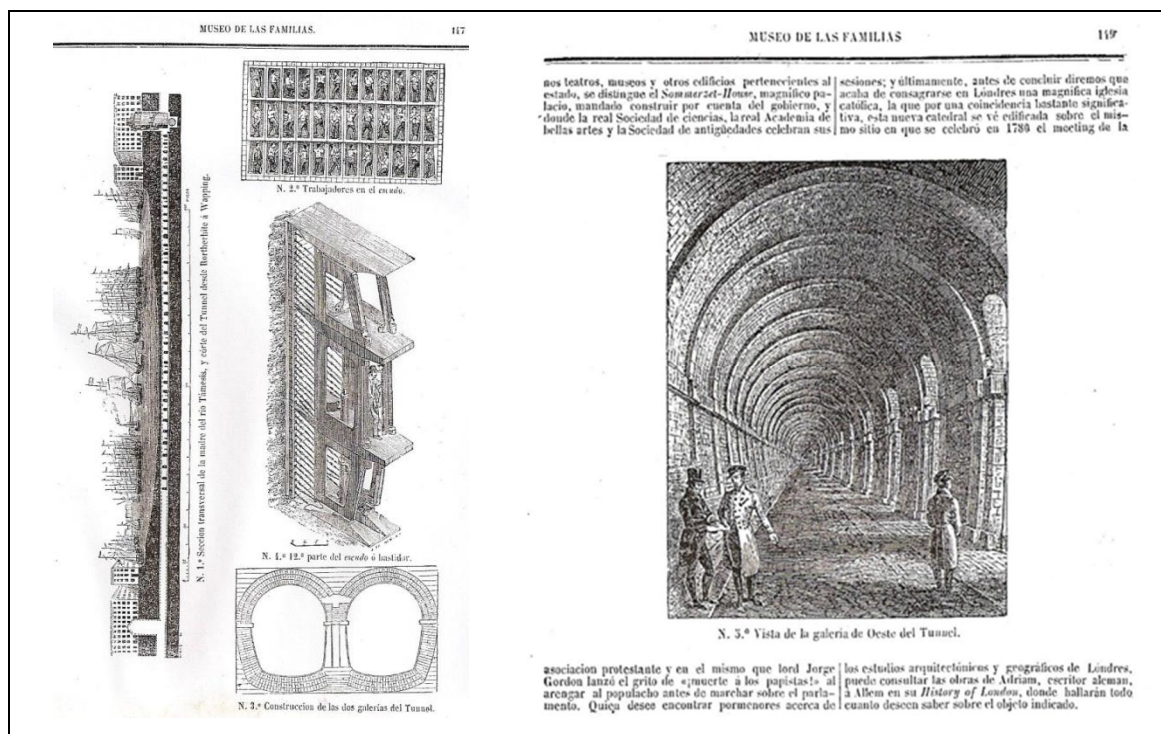 MUSEO DE LAS FAMILIAS.
147
N. 2.º Trabajadores en el escudo.
N. 1.º Seccion transversal de la madre del rio Támesis, y córte del Tunnel desde Rortherhite á Wapping.
N. 4.º 12.ª parte del escudo ó bastidor.
N. 3.º Construccion de las dos galerías del Tunnel.
MUSEO DE LAS FAMILIAS
149
nos teatros, museos y otros edificios pertenecientes al
estado, se distingue el Sommerzet-House, magnífico pa-
lacio, mandado construir por cuenta del gobierno, y
donde la real Sociedad de ciencias, la real Academia de
bellas artes y la Sociedad de antigüedades celebran sus
sesiones; y últimamente, antes de concluir diremos que
acaba de consagrarse en Lóndres una magnífica iglesia
católica, la que por una coincidencia bastante significa-
tiva, esta nueva catedral se vé edificada sobre el mis-
mo sitio en que se celebró en 1780 el meeting de la
N. 5.º Vista de la galeria de Oeste del Tunnel.
asociacion protestante y en el mismo que lord Jorge
Gordon lanzó el grito de «¡muerte á los papistas!» al
arengar al populacho antes de marchar sobre el parla-
mento. Quien desee encontrar pormenores acerca de
los estudios arquitectónicos y geográficos de Lóndres,
puede consultar las obras de Adriam, escritor aleman,
á Allem en su History of London, donde hallarán todo
cuanto deseen saber sobre el objeto indicado.